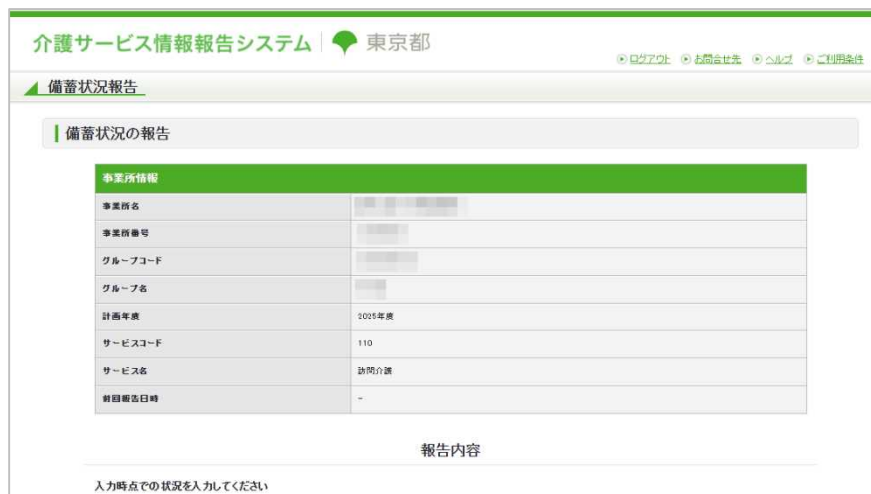 介護サービス情報報告システム 東京都
ログアウト お問合せ先 ヘルプ ご利用条件
備蓄状況報告
備蓄状況の報告
事業所情報
事業所名
事業所番号
グループコード
グループ名
計画年度 2025年度
サービスコード 110
サービス名 訪問介護
前回報告日時 -
報告内容
入力時点での状況を入力してください